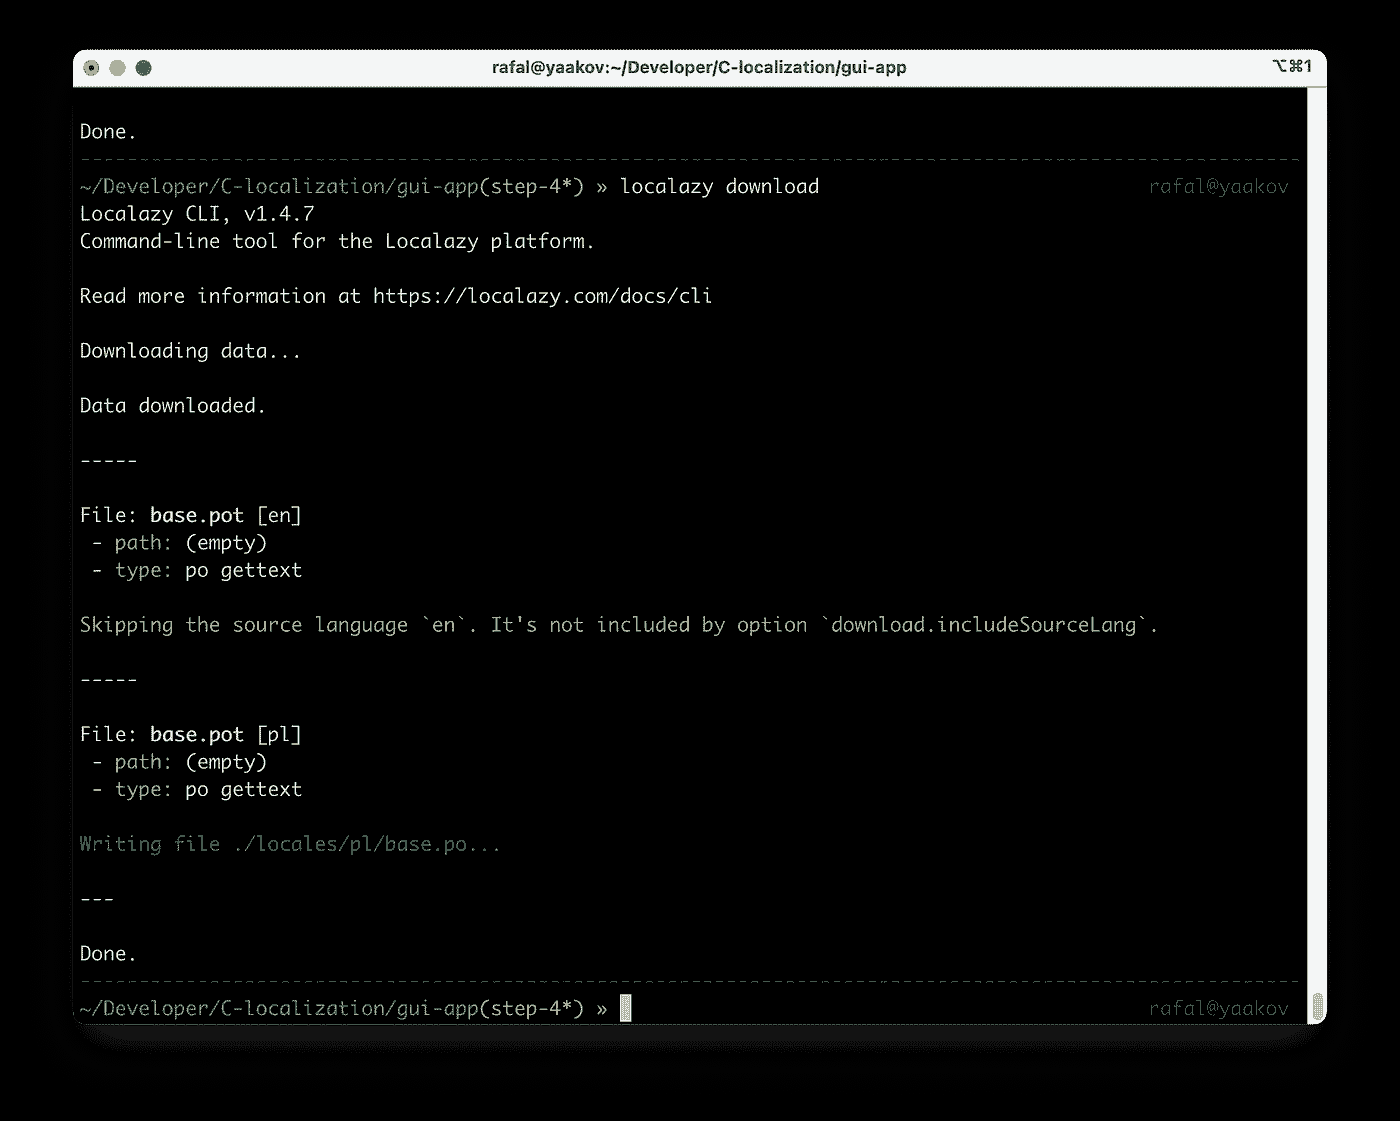 rafal@yaakov:~/Developer/C-localization/gui-app ⌥⌘1
Done.
~/Developer/C-localization/gui-app(step-4*) » localazy download rafal@yaakov
Localazy CLI, v1.4.7
Command-line tool for the Localazy platform.
Read more information at https://localazy.com/docs/cli
Downloading data...
Data downloaded.
-----
File: base.pot [en]
- path: (empty)
- type: po gettext
Skipping the source language `en`. It's not included by option `download.includeSourceLang`.
-----
File: base.pot [pl]
- path: (empty)
- type: po gettext
Writing file ./locales/pl/base.po...
---
Done.
~/Developer/C-localization/gui-app(step-4*) » rafal@yaakov